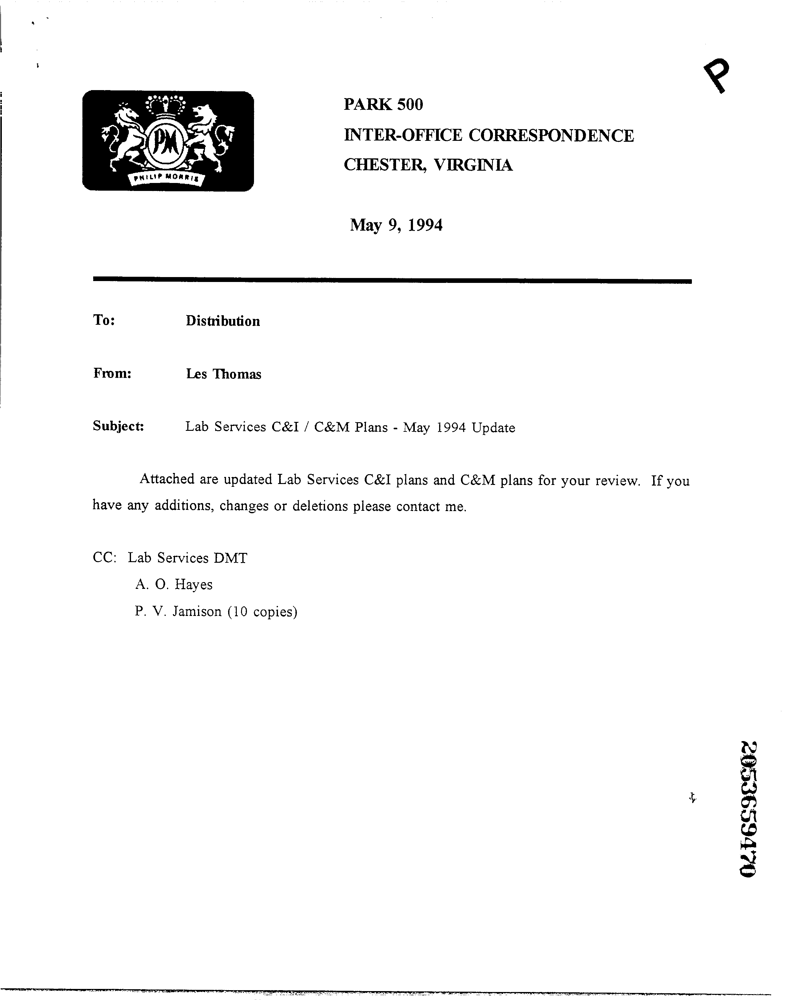 P
PARK 500
INTER-OFFICE CORRESPONDENCE
CHESTER, VIRGINIA
PM
PHILIP MORRIS
May 9, 1994
To: Distribution
From: Les Thomas
Subject: Lab Services C&I / C&M Plans - May 1994 Update
Attached are updated Lab Services C&I plans and C&M plans for your review. If you
have any additions, changes or deletions please contact me.
CC: Lab Services DMT
A. O. Hayes
P. V. Jamison (10 copies)
2053659470